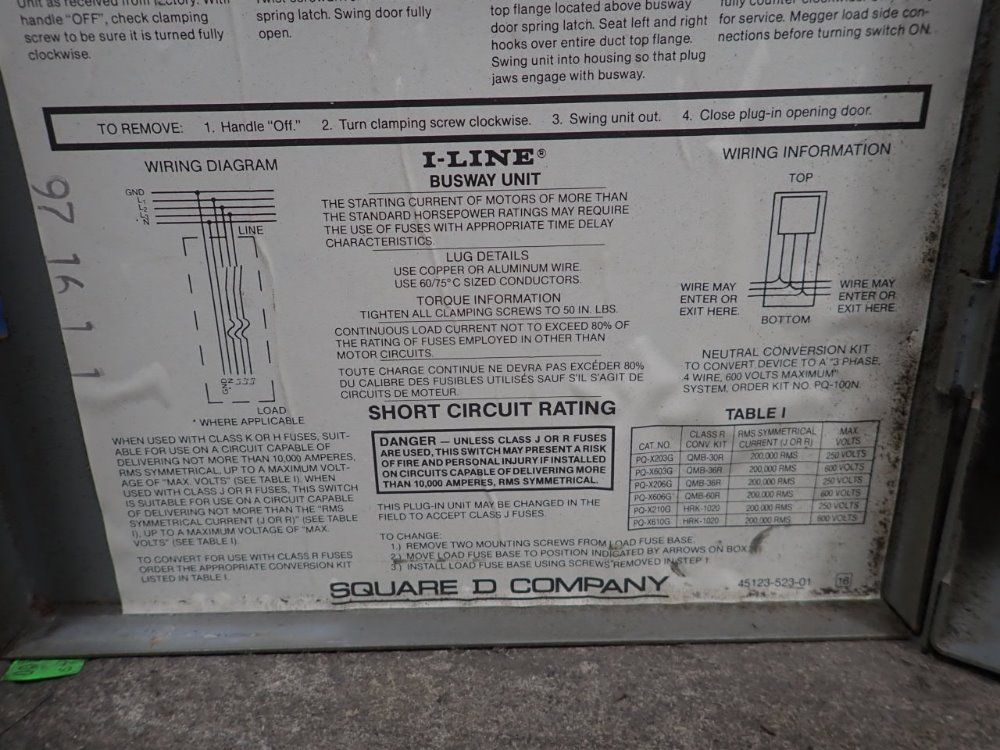 Unit as received from factory. With
handle "OFF", check clamping
screw to be sure it is turned fully
clockwise.
spring latch. Swing door fully
open.
top flange located above busway
door spring latch. Seat left and right
hooks over entire duct top flange.
Swing unit into housing so that plug
jaws engage with busway.
for service. Megger load side con-
nections before turning switch ON.
TO REMOVE: 1. Handle "Off." 2. Turn clamping screw clockwise. 3. Swing unit out. 4. Close plug-in opening door.
97 16 1 1
WIRING DIAGRAM
GND
L1
L2
L3
*N
LINE
LOAD
* WHERE APPLICABLE
WHEN USED WITH CLASS K OR H FUSES, SUIT-
ABLE FOR USE ON A CIRCUIT CAPABLE OF
DELIVERING NOT MORE THAN 10,000 AMPERES,
RMS SYMMETRICAL, UP TO A MAXIMUM VOLT-
AGE OF "MAX. VOLTS" (SEE TABLE I). WHEN
USED WITH CLASS J OR R FUSES, THIS SWITCH
IS SUITABLE FOR USE ON A CIRCUIT CAPABLE
OF DELIVERING NOT MORE THAN THE "RMS
SYMMETRICAL CURRENT (J OR R)" (SEE TABLE
I), UP TO A MAXIMUM VOLTAGE OF "MAX.
VOLTS" (SEE TABLE I).
TO CONVERT FOR USE WITH CLASS R FUSES
ORDER THE APPROPRIATE CONVERSION KIT
LISTED IN TABLE I.
I-LINE®
BUSWAY UNIT
THE STARTING CURRENT OF MOTORS OF MORE THAN
THE STANDARD HORSEPOWER RATINGS MAY REQUIRE
THE USE OF FUSES WITH APPROPRIATE TIME DELAY
CHARACTERISTICS.
LUG DETAILS
USE COPPER OR ALUMINUM WIRE.
USE 60/75°C SIZED CONDUCTORS.
TORQUE INFORMATION
TIGHTEN ALL CLAMPING SCREWS TO 50 IN. LBS.
CONTINUOUS LOAD CURRENT NOT TO EXCEED 80% OF
THE RATING OF FUSES EMPLOYED IN OTHER THAN
MOTOR CIRCUITS.
TOUTE CHARGE CONTINUE NE DEVRA PAS EXCÉDER 80%
DU CALIBRE DES FUSIBLES UTILISÉS SAUF S'IL S'AGIT DE
CIRCUITS DE MOTEUR.
SHORT CIRCUIT RATING
DANGER — UNLESS CLASS J OR R FUSES
ARE USED, THIS SWITCH MAY PRESENT A RISK
OF FIRE AND PERSONAL INJURY IF INSTALLED
ON CIRCUITS CAPABLE OF DELIVERING MORE
THAN 10,000 AMPERES, RMS SYMMETRICAL.
THIS PLUG-IN UNIT MAY BE CHANGED IN THE
FIELD TO ACCEPT CLASS J FUSES.
TO CHANGE:
1.) REMOVE TWO MOUNTING SCREWS FROM LOAD FUSE BASE.
2.) MOVE LOAD FUSE BASE TO POSITION INDICATED BY ARROWS ON BOX.
3.) INSTALL LOAD FUSE BASE USING SCREWS REMOVED IN STEP 1.
WIRING INFORMATION
TOP
WIRE MAY
ENTER OR
EXIT HERE.
WIRE MAY
ENTER OR
EXIT HERE.
BOTTOM
NEUTRAL CONVERSION KIT
TO CONVERT DEVICE TO A "3 PHASE,
4 WIRE, 600 VOLTS MAXIMUM"
SYSTEM, ORDER KIT NO. PQ-100N.
TABLE I
CAT. NO. CLASS R CONV. KIT RMS SYMMETRICAL CURRENT (J OR R) MAX. VOLTS
PQ-X203G QMB-30R 200,000 RMS 250 VOLTS
PQ-X603G QMB-36R 200,000 RMS 600 VOLTS
PQ-X206G QMB-36R 200,000 RMS 250 VOLTS
PQ-X606G QMB-60R 200,000 RMS 600 VOLTS
PQ-X210G HRK-1020 200,000 RMS 250 VOLTS
PQ-X610G HRK-1020 200,000 RMS 600 VOLTS
SQUARE D COMPANY
45123-523-01 16